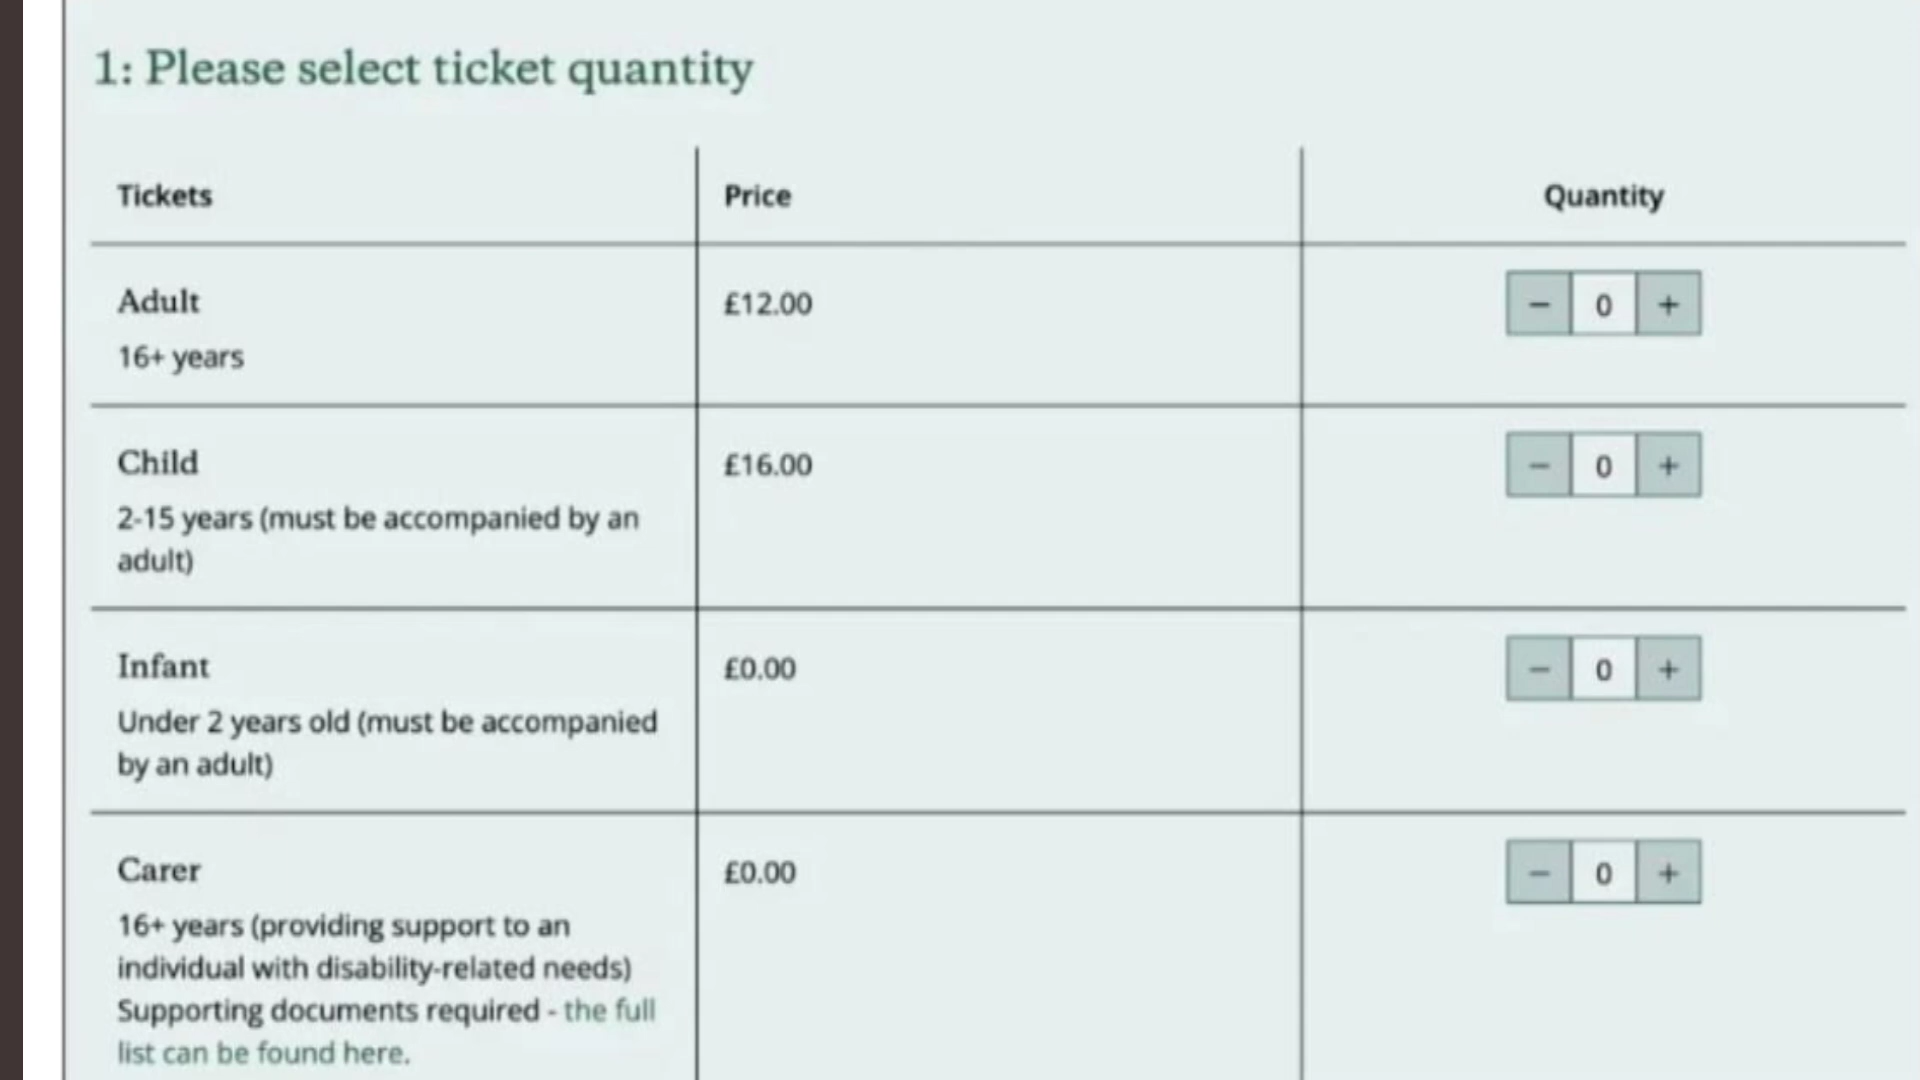 1: Please select ticket quantity
Tickets Price Quantity
Adult £12.00 − 0 +
16+ years
Child £16.00 − 0 +
2-15 years (must be accompanied by an
adult)
Infant £0.00 − 0 +
Under 2 years old (must be accompanied
by an adult)
Carer £0.00 − 0 +
16+ years (providing support to an
individual with disability-related needs)
Supporting documents required - the full
list can be found here.